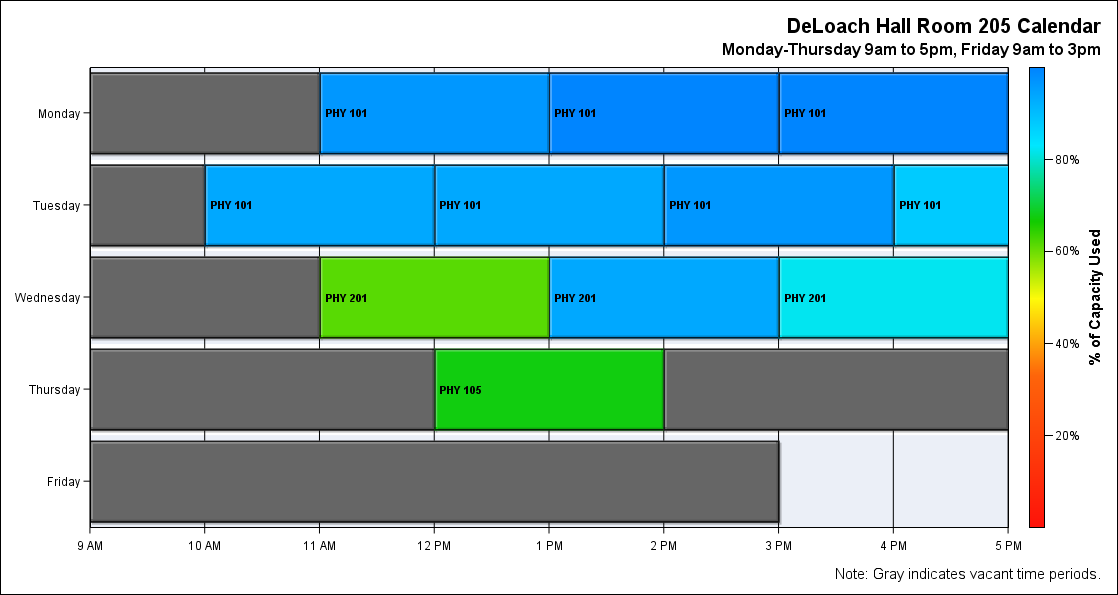 DeLoach Hall Room 205 Calendar
Monday-Thursday 9am to 5pm, Friday 9am to 3pm
Monday
PHY 101
PHY 101
PHY 101
Tuesday
PHY 101
PHY 101
PHY 101
PHY 101
Wednesday
PHY 201
PHY 201
PHY 201
Thursday
PHY 105
Friday
9 AM
10 AM
11 AM
12 PM
1 PM
2 PM
3 PM
4 PM
5 PM
80%
60%
40%
20%
% of Capacity Used
Note: Gray indicates vacant time periods.